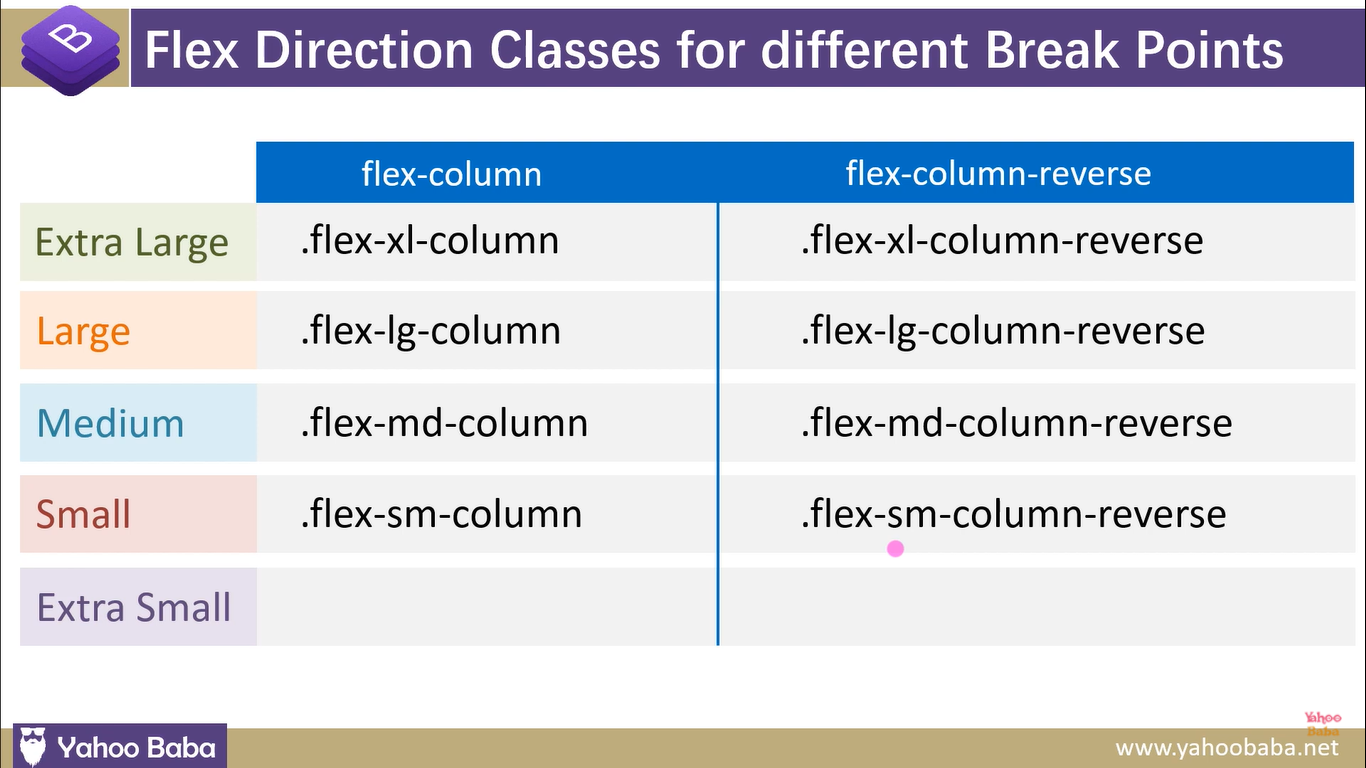 B
Flex Direction Classes for different Break Points
flex-column flex-column-reverse
Extra Large .flex-xl-column .flex-xl-column-reverse
Large .flex-lg-column .flex-lg-column-reverse
Medium .flex-md-column .flex-md-column-reverse
Small .flex-sm-column .flex-sm-column-reverse
Extra Small
Yahoo
Baba
Yahoo Baba
www.yahoobaba.net